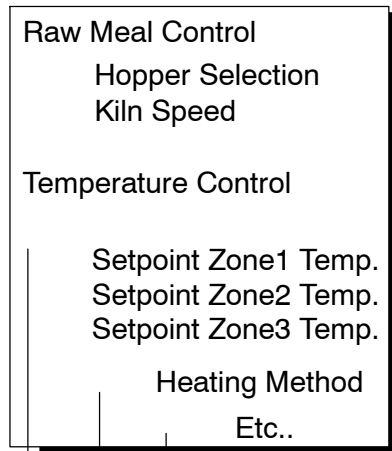 Raw Meal Control
Hopper Selection
Kiln Speed
Temperature Control
Setpoint Zone1 Temp.
Setpoint Zone2 Temp.
Setpoint Zone3 Temp.
Heating Method
Etc..